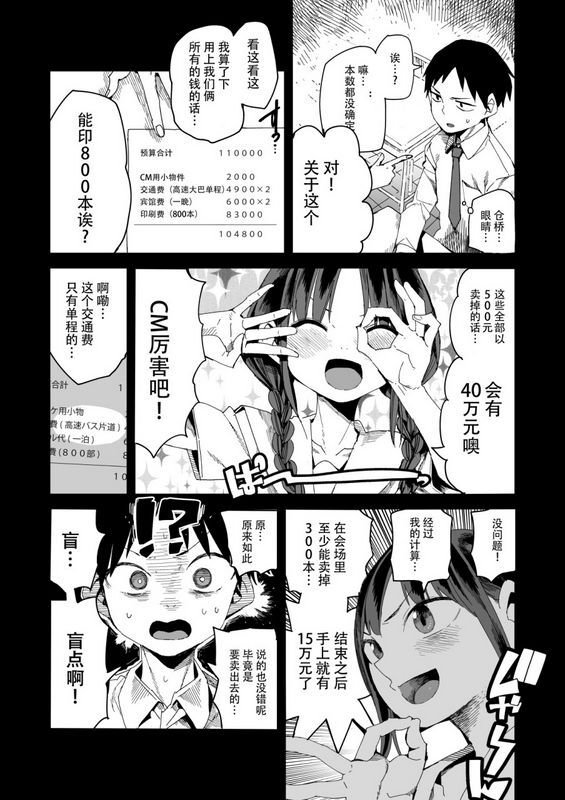 诶…?
嘛…
本数都没确定
对!
关于这个
仓桥…
眼睛…
看这看这
我算了下
用上我们俩
所有的钱的话…
能印800本诶?
预算合计 110000
CM用小物件 2000
交通费（高速大巴单程）4900×2
宾馆费（一晩） 6000×2
印刷费（800本） 83000
104800
这些全部以
500元
卖掉的话…
会有
40万元噢
CM厉害吧!
ぱーっ
啊嘞…
这个交通费
只有单程的…
合計 1
ケ用小物
費(高速バス片道)
ル代(一泊)
費(800部)
10
没问题!
经过
我的计算…
在会场里
至少能卖掉
300本…
结束之后
手上就有
15万元了
じゃーん
!?
原…
原来如此
盲…
说的也没错呢
毕竟是
要卖出去的…
盲点啊!